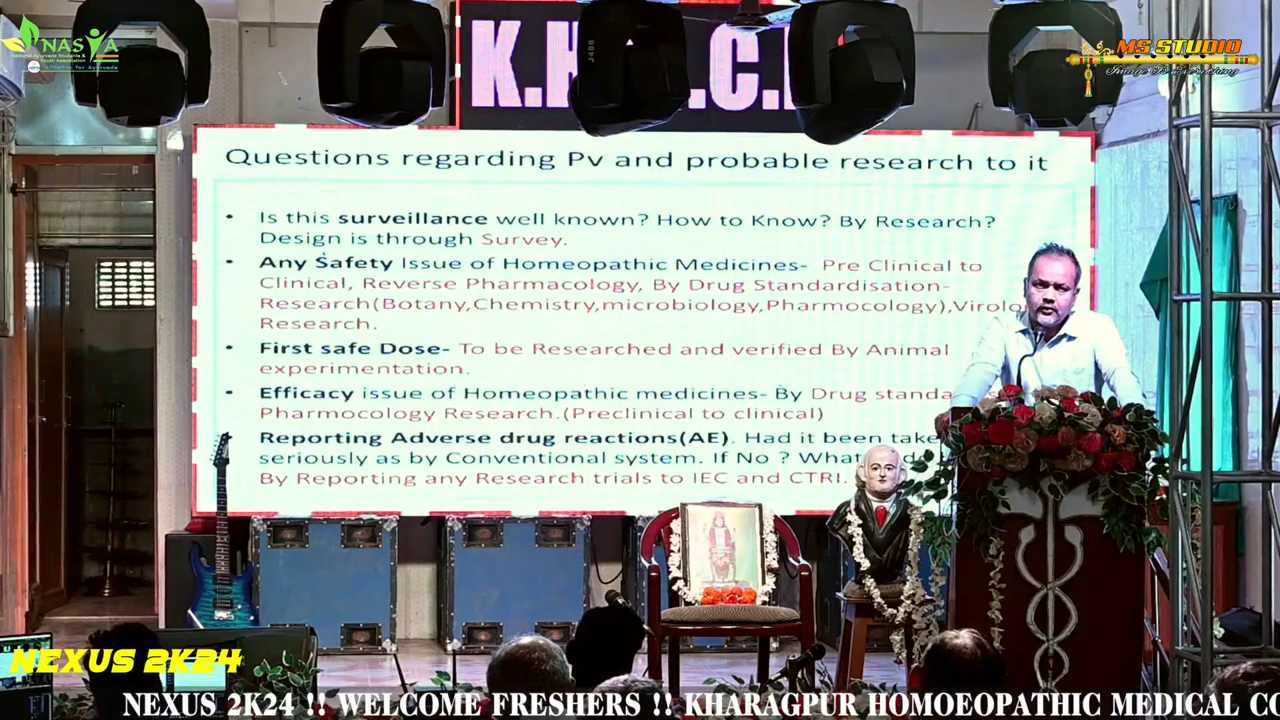 NASYA
National Ayurveda Students &
Youth Association
MS STUDIO
K.H
.C.
Questions regarding Pv and probable research to it
• Is this surveillance well known? How to Know? By Research?
Design is through Survey.
• Any Safety Issue of Homeopathic Medicines- Pre Clinical to
Clinical, Reverse Pharmacology, By Drug Standardisation-
Research(Botany,Chemistry,microbiology,Pharmocology),Virolo
Research.
• First safe Dose- To be Researched and verified By Animal
experimentation.
• Efficacy issue of Homeopathic medicines- By Drug standa
Pharmocology Research.(Preclinical to clinical)
Reporting Adverse drug reactions(AE). Had it been take
seriously as by Conventional system. If No ? What
By Reporting any Research trials to IEC and CTRI.
NEXUS 2K24
NEXUS 2K24 !! WELCOME FRESHERS !! KHARAGPUR HOMOEOPATHIC MEDICAL CO